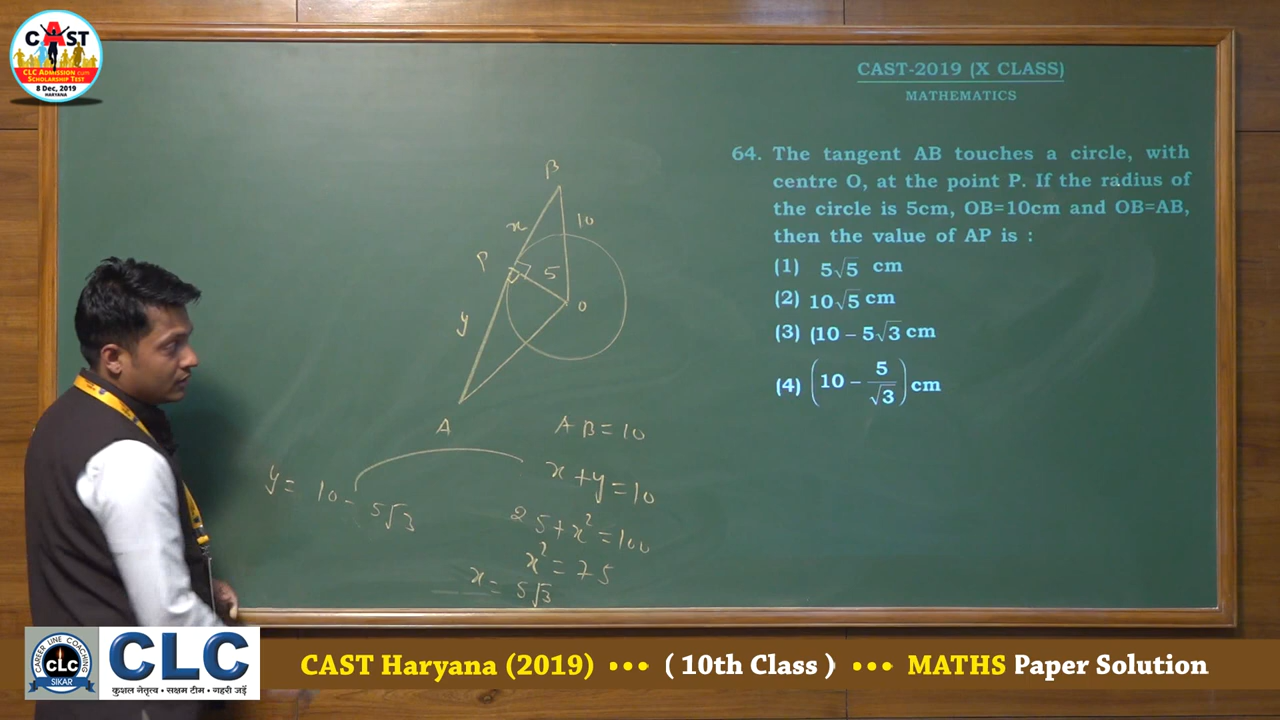 CAST
CLC ADMISSION cum
SCHOLARSHIP TEST
8 Dec, 2019
HARYANA
CAST-2019 (X CLASS)
MATHEMATICS
64. The tangent AB touches a circle, with
centre O, at the point P. If the radius of
the circle is 5cm, OB=10cm and OB=AB,
then the value of AP is :
(1) 5√5 cm
(2) 10√5 cm
(3) (10 – 5√3 cm
(4) (10 – 5/√3) cm
B
x
10
P
5
O
y
A
AB = 10
x + y = 10
y = 10 - 5√3
25 + x² = 100
x² = 75
x = 5√3
CAREER LINE COACHING
CLC
SIKAR
CLC
कुशल नेतृत्व • सक्षम टीम • गहरी जड़ें
CAST Haryana (2019) ••• ( 10th Class ) ••• MATHS Paper Solution